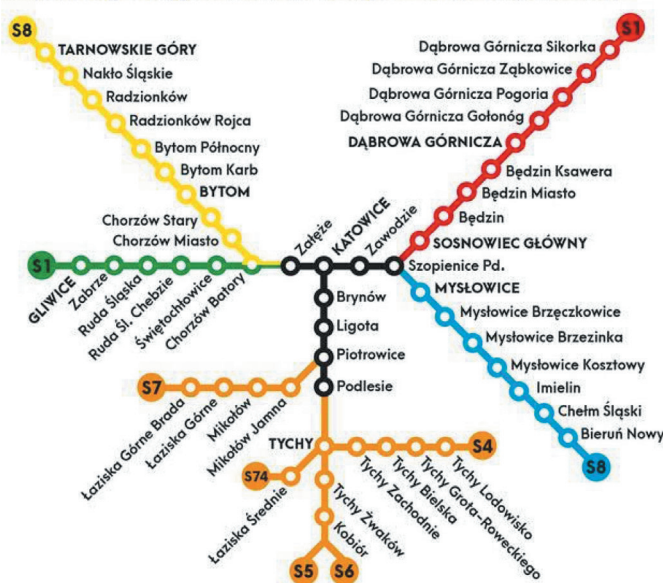 S8
TARNOWSKIE GÓRY
Nakło Śląskie
Radzionków
Radzionków Rojca
Bytom Północny
Bytom Karb
BYTOM
Chorzów Stary
Chorzów Miasto
S1
Dąbrowa Górnicza Sikorka
Dąbrowa Górnicza Ząbkowice
Dąbrowa Górnicza Pogoria
Dąbrowa Górnicza Gołonóg
DĄBROWA GÓRNICZA
Będzin Ksawera
Będzin Miasto
Będzin
SOSNOWIEC GŁÓWNY
Szopienice Pd.
S1
GLIWICE
Zabrze
Ruda Śląska
Ruda Śl. Chebzie
Świętochłowice
Chorzów Batory
Załęże
KATOWICE
Zawodzie
MYSŁOWICE
Mysłowice Brzęczkowice
Mysłowice Brzezinka
Mysłowice Kosztowy
Imielin
Chełm Śląski
Bieruń Nowy
S8
Brynów
Ligota
Piotrowice
Podlesie
S7
Łaziska Górne Brada
Łaziska Górne
Mikołów
Mikołów Jamna
TYCHY
S4
Tychy Zachodnie
Tychy Bielska
Tychy Grota-Roweckiego
Tychy Lodowisko
S74
Łaziska Średnie
Tychy Żwaków
Kobiór
S5
S6